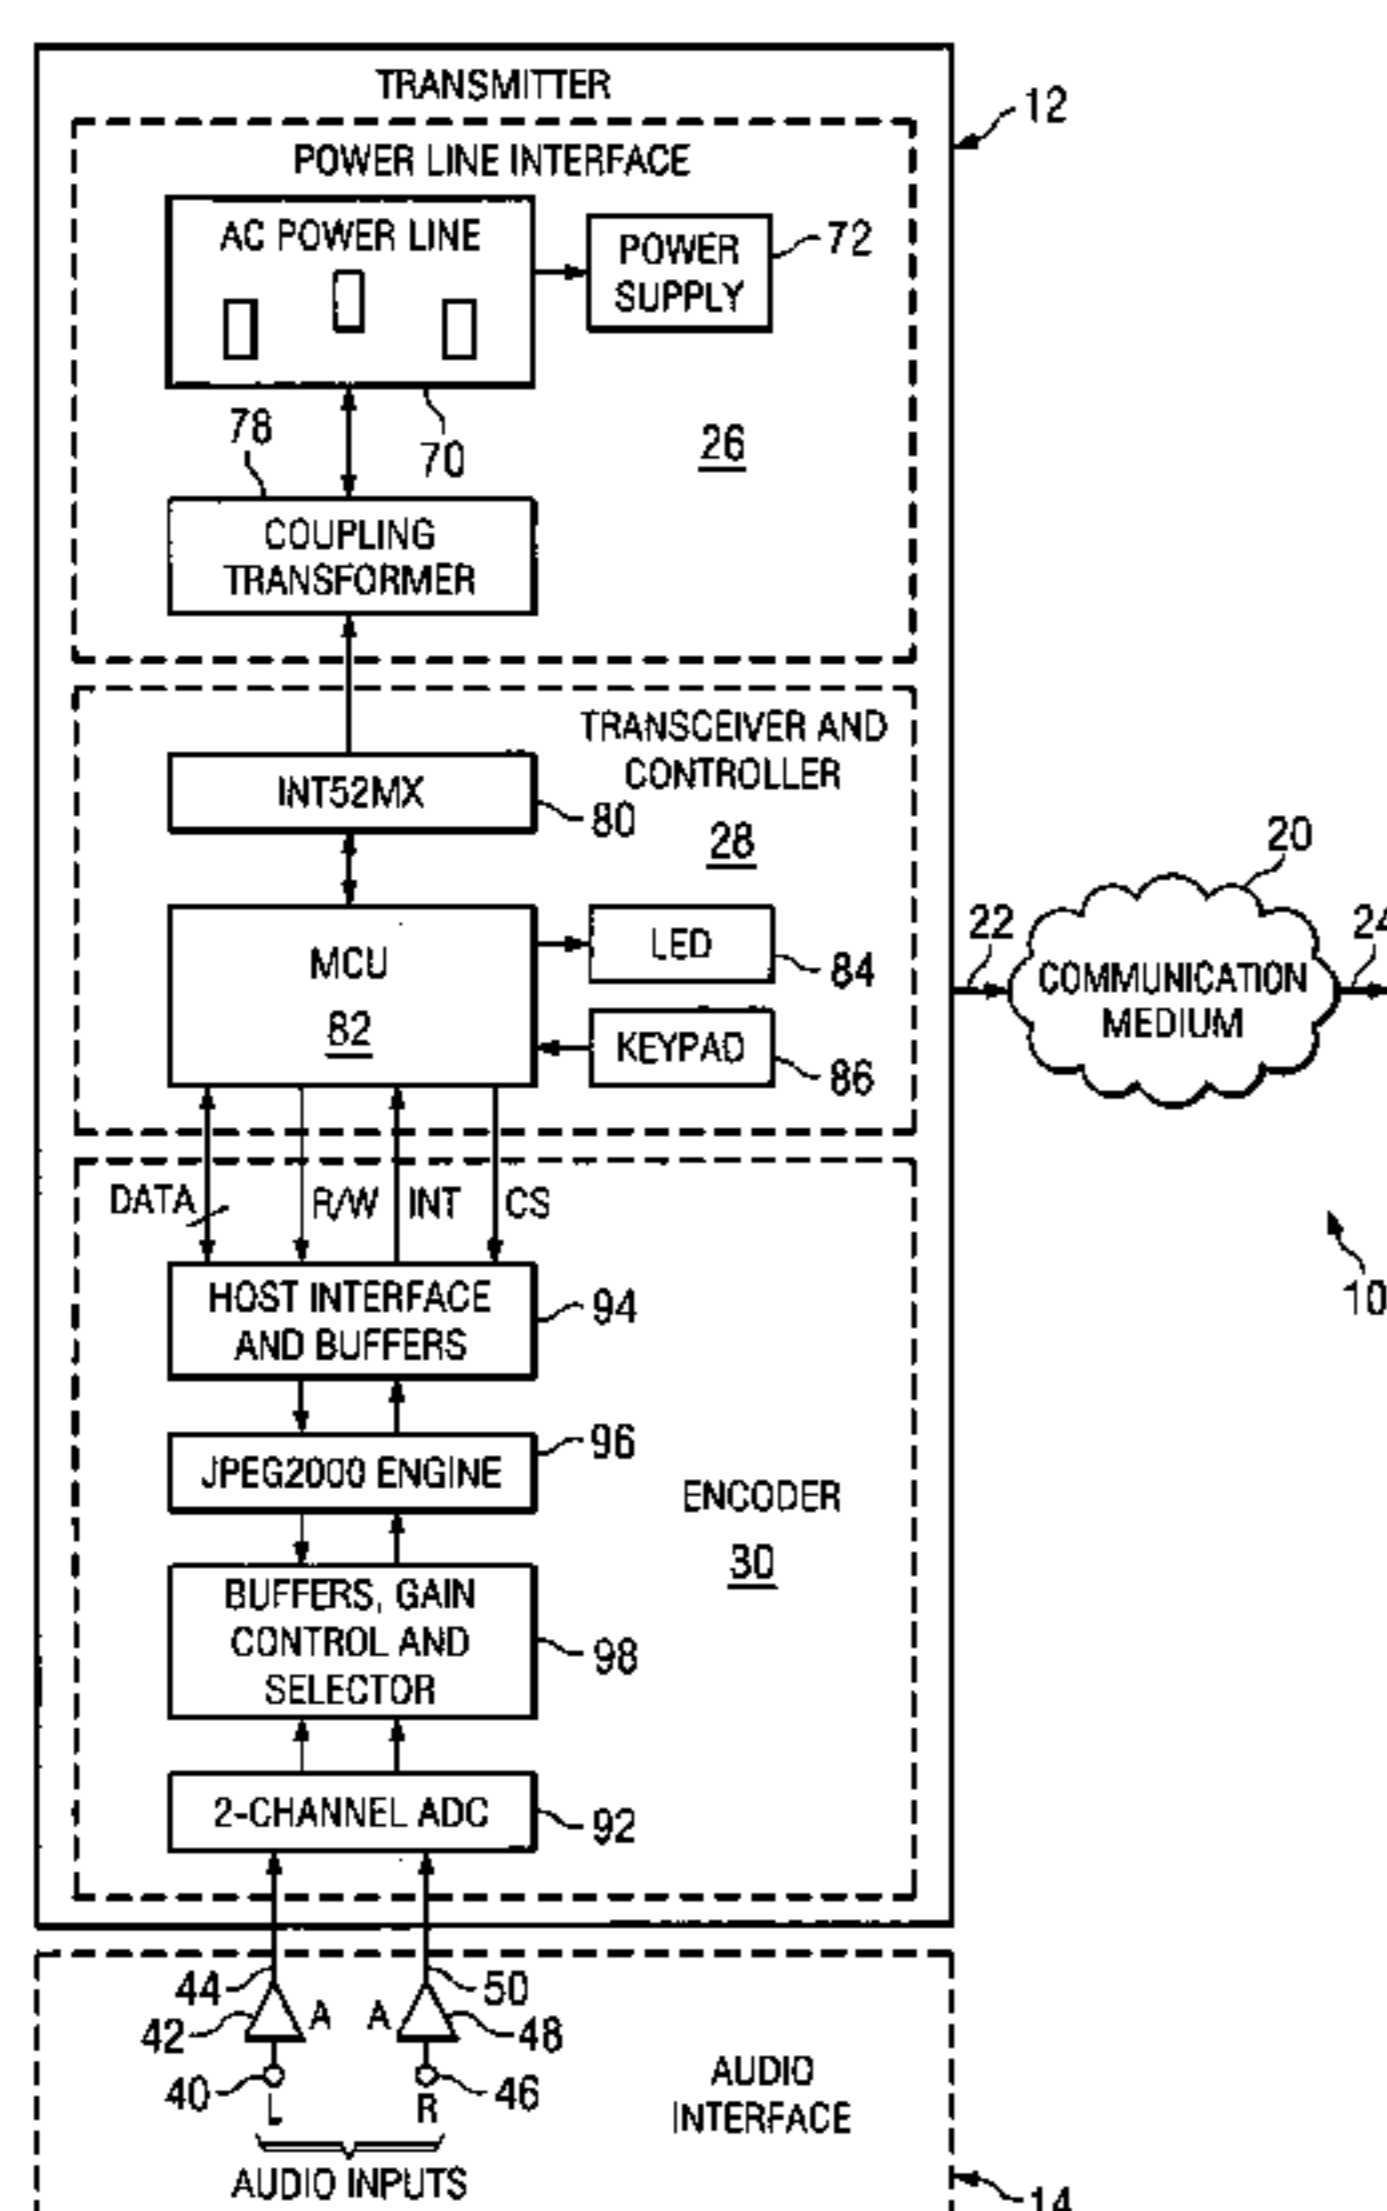 TRANSMITTER
12
POWER LINE INTERFACE
AC POWER LINE
POWER
SUPPLY
72
78
70
26
COUPLING
TRANSFORMER
TRANSCEIVER AND
CONTROLLER
28
INT52MX
80
MCU
82
LED
84
KEYPAD
86
20
22
COMMUNICATION
MEDIUM
24
10
DATA
R/W
INT
CS
HOST INTERFACE
AND BUFFERS
94
JPEG2000 ENGINE
96
ENCODER
30
BUFFERS, GAIN
CONTROL AND
SELECTOR
98
2-CHANNEL ADC
92
44
50
42
A
A
48
40
46
L
R
AUDIO INPUTS
AUDIO
INTERFACE
14